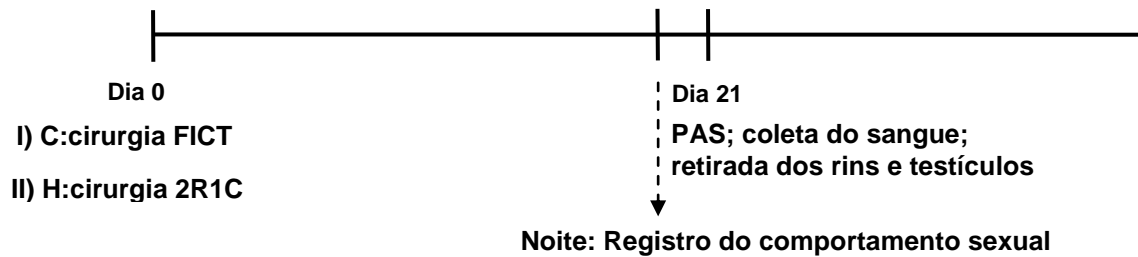 Dia 0
I) C:cirurgia FICT
II) H:cirurgia 2R1C
Dia 21
PAS; coleta do sangue;
retirada dos rins e testículos
Noite: Registro do comportamento sexual